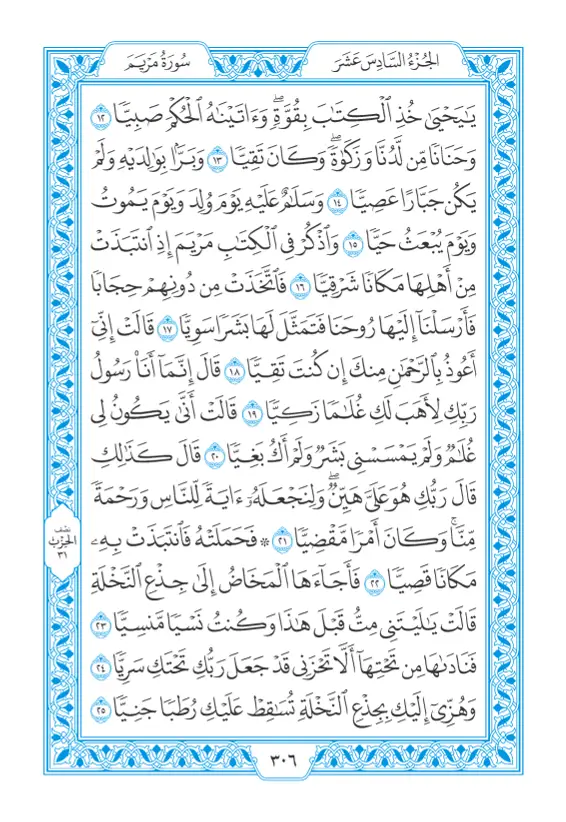 الجُزْءُ السَّادِسَ عَشَرَ
سُورَةُ مَرْيَمَ
يَٰيَحْيَىٰ خُذِ ٱلْكِتَٰبَ بِقُوَّةٖۖ وَءَاتَيْنَٰهُ ٱلْحُكْمَ صَبِيّٗا ١٢
وَحَنَانٗا مِّن لَّدُنَّا وَزَكَوٰةٗۖ وَكَانَ تَقِيّٗا ١٣ وَبَرَّۢا بِوَٰلِدَيْهِ وَلَمْ
يَكُن جَبَّارًا عَصِيّٗا ١٤ وَسَلَٰمٌ عَلَيْهِ يَوْمَ وُلِدَ وَيَوْمَ يَمُوتُ
وَيَوْمَ يُبْعَثُ حَيّٗا ١٥ وَٱذْكُرْ فِي ٱلْكِتَٰبِ مَرْيَمَ إِذِ ٱنتَبَذَتْ
مِنْ أَهْلِهَا مَكَانٗا شَرْقِيّٗا ١٦ فَٱتَّخَذَتْ مِن دُونِهِمْ حِجَابٗا
فَأَرْسَلْنَآ إِلَيْهَا رُوحَنَا فَتَمَثَّلَ لَهَا بَشَرٗا سَوِيّٗا ١٧ قَالَتْ إِنِّيٓ
أَعُوذُ بِٱلرَّحْمَٰنِ مِنكَ إِن كُنتَ تَقِيّٗا ١٨ قَالَ إِنَّمَآ أَنَا۠ رَسُولُ
رَبِّكِ لِأَهَبَ لَكِ غُلَٰمٗا زَكِيّٗا ١٩ قَالَتْ أَنَّىٰ يَكُونُ لِي
غُلَٰمٞ وَلَمْ يَمْسَسْنِي بَشَرٞ وَلَمْ أَكُ بَغِيّٗا ٢٠ قَالَ كَذَٰلِكِ
قَالَ رَبُّكِ هُوَ عَلَيَّ هَيِّنٞۖ وَلِنَجْعَلَهُۥٓ ءَايَةٗ لِّلنَّاسِ وَرَحْمَةٗ
مِّنَّاۚ وَكَانَ أَمْرٗا مَّقْضِيّٗا ٢١ ۞ فَحَمَلَتْهُ فَٱنتَبَذَتْ بِهِۦ
مَكَانٗا قَصِيّٗا ٢٢ فَأَجَآءَهَا ٱلْمَخَاضُ إِلَىٰ جِذْعِ ٱلنَّخْلَةِ
قَالَتْ يَٰلَيْتَنِي مِتُّ قَبْلَ هَٰذَا وَكُنتُ نَسْيٗا مَّنسِيّٗا ٢٣
فَنَادَىٰهَا مِن تَحْتِهَآ أَلَّا تَحْزَنِي قَدْ جَعَلَ رَبُّكِ تَحْتَكِ سَرِيّٗا ٢٤
وَهُزِّيٓ إِلَيْكِ بِجِذْعِ ٱلنَّخْلَةِ تُسَٰقِطْ عَلَيْكِ رُطَبٗا جَنِيّٗا ٢٥
نصف
الحِزْب
٣١
٣٠٦